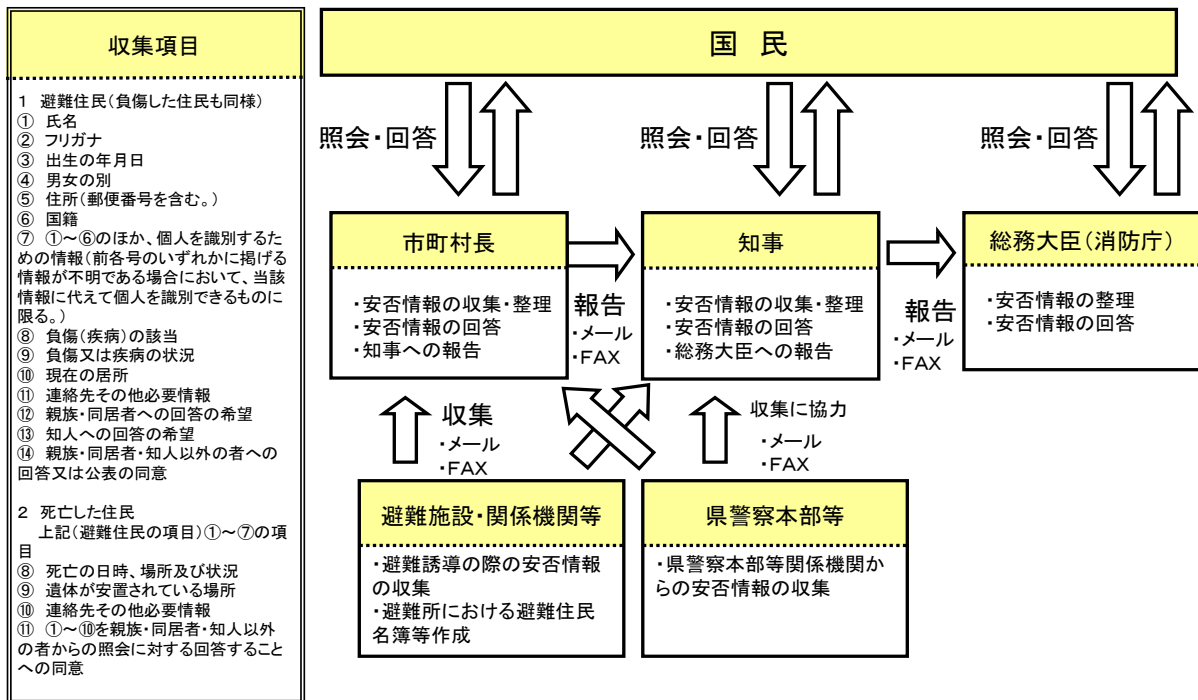 収集項目
1 避難住民(負傷した住民も同様)
① 氏名
② フリガナ
③ 出生の年月日
④ 男女の別
⑤ 住所(郵便番号を含む。)
⑥ 国籍
⑦ ①~⑥のほか、個人を識別するた
めの情報(前各号のいずれかに掲げる
情報が不明である場合において、当該
情報に代えて個人を識別できるものに
限る。)
⑧ 負傷(疾病)の該当
⑨ 負傷又は疾病の状況
⑩ 現在の居所
⑪ 連絡先その他必要情報
⑫ 親族・同居者への回答の希望
⑬ 知人への回答の希望
⑭ 親族・同居者・知人以外の者への
回答又は公表の同意
2 死亡した住民
上記(避難住民の項目)①~⑦の項
目
⑧ 死亡の日時、場所及び状況
⑨ 遺体が安置されている場所
⑩ 連絡先その他必要情報
⑪ ①~⑩を親族・同居者・知人以外
の者からの照会に対する回答すること
への同意
国 民
照会・回答
照会・回答
照会・回答
市町村長
・安否情報の収集・整理
・安否情報の回答
・知事への報告
報告
・メール
・FAX
知事
・安否情報の収集・整理
・安否情報の回答
・総務大臣への報告
報告
・メール
・FAX
総務大臣(消防庁)
・安否情報の整理
・安否情報の回答
収集
・メール
・FAX
収集に協力
・メール
・FAX
避難施設・関係機関等
・避難誘導の際の安否情報
の収集
・避難所における避難住民
名簿等作成
県警察本部等
・県警察本部等関係機関か
らの安否情報の収集